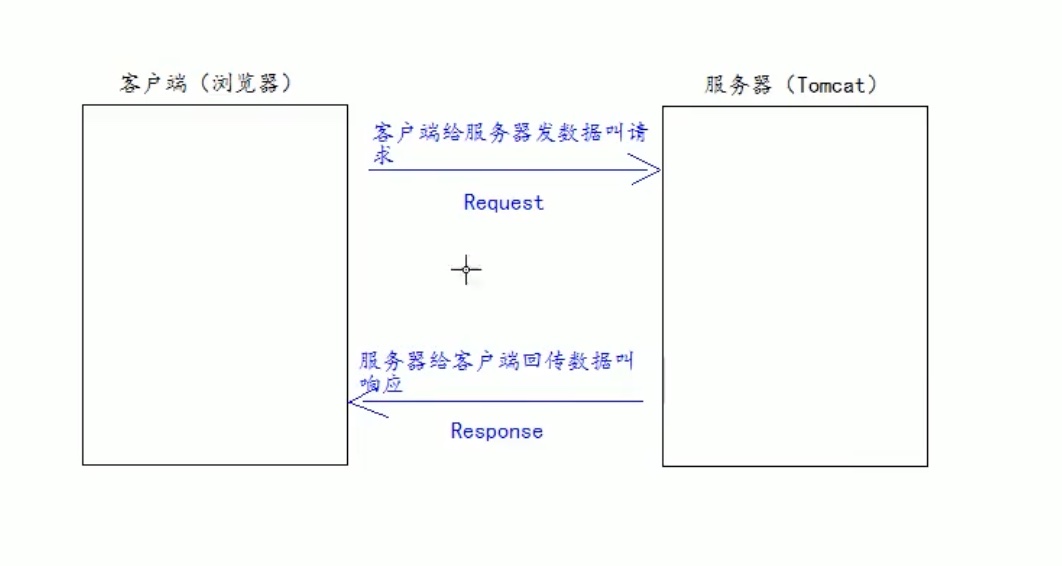 客户端（浏览器）
服务器（Tomcat）
客户端给服务器发数据叫请
求
Request
服务器给客户端回传数据叫
响应
Response